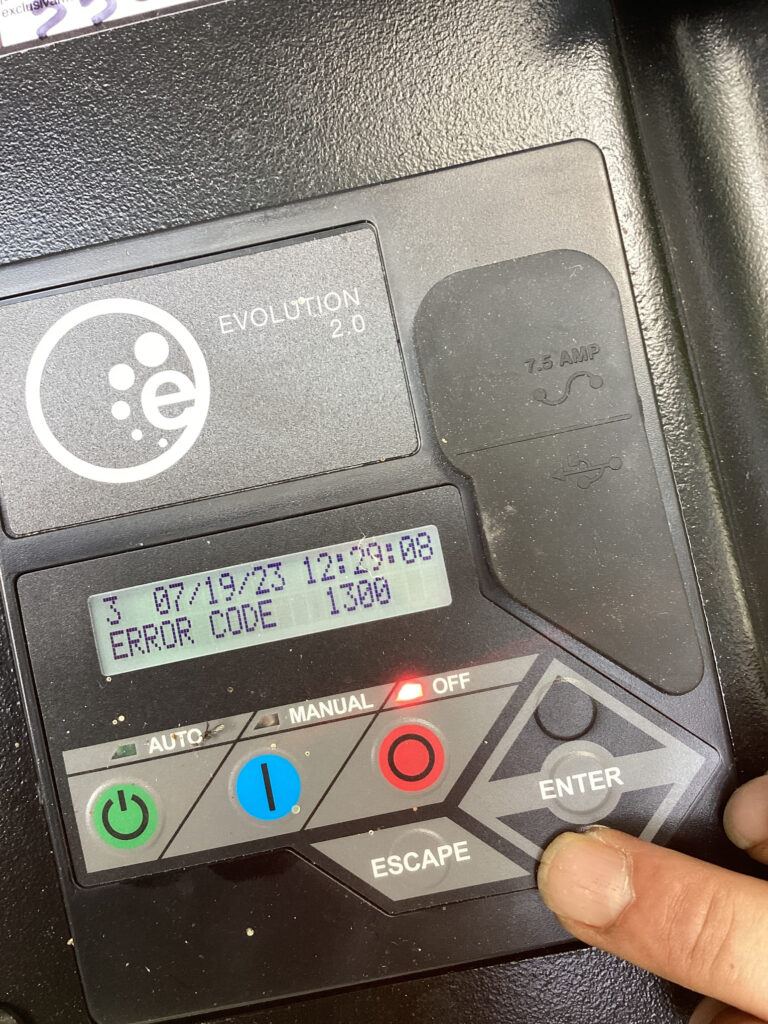 exclusivam
EVOLUTION
2.0
e
7.5 AMP
3 07/19/23 12:29:08
ERROR CODE 1300
AUTO
MANUAL
OFF
ENTER
ESCAPE